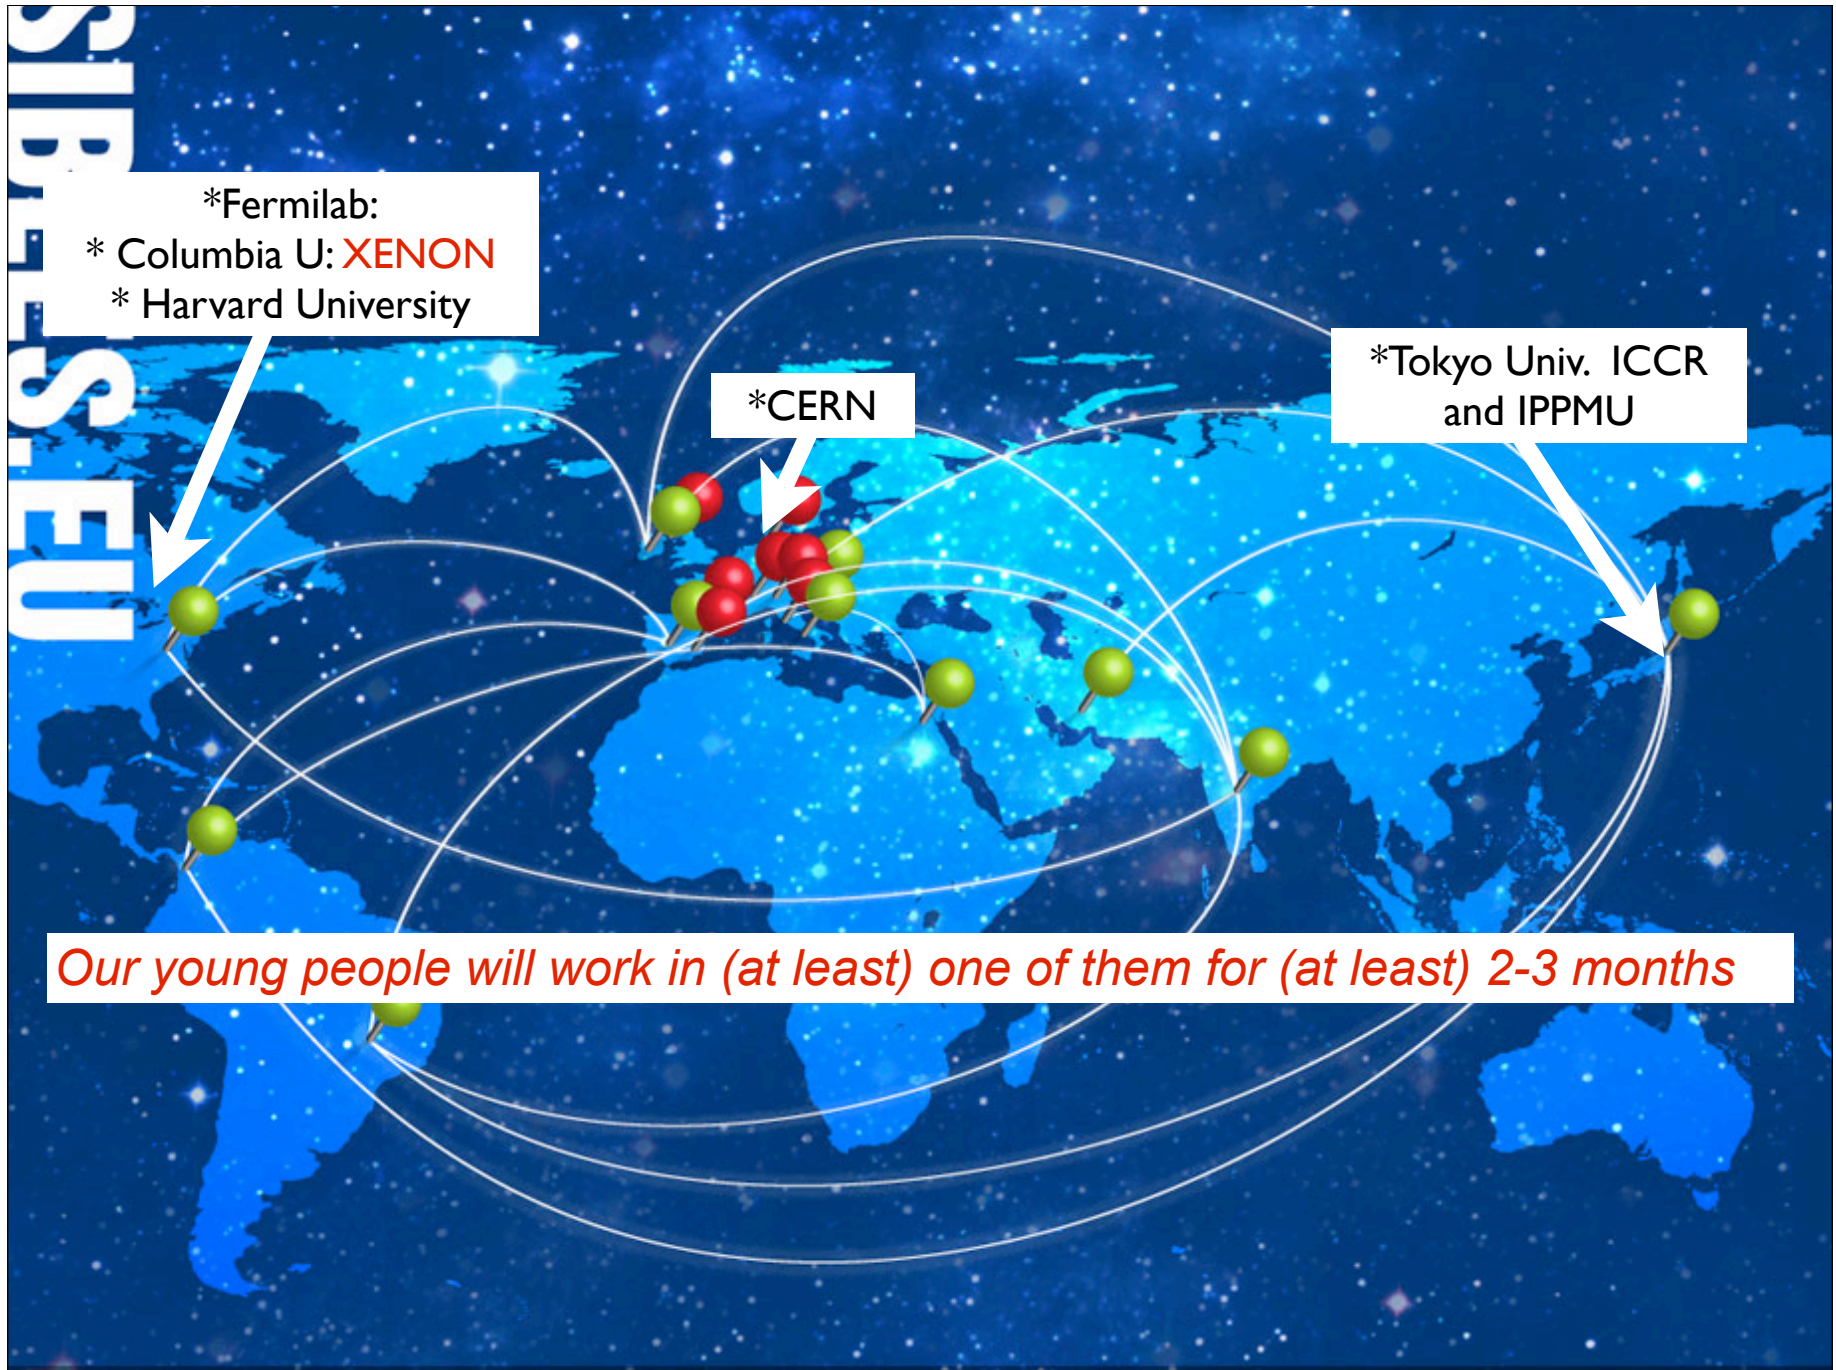 *Fermilab:
* Columbia U: XENON
* Harvard University
*CERN
*Tokyo Univ. ICCR
and IPPMU
Our young people will work in (at least) one of them for (at least) 2-3 months